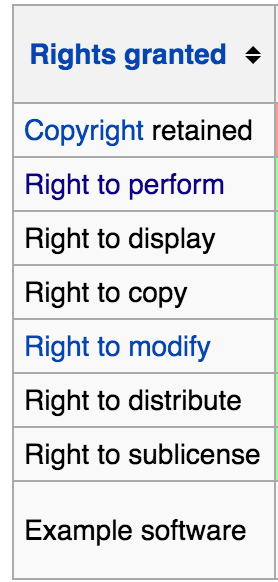 Rights granted
Copyright retained
Right to perform
Right to display
Right to copy
Right to modify
Right to distribute
Right to sublicense
Example software